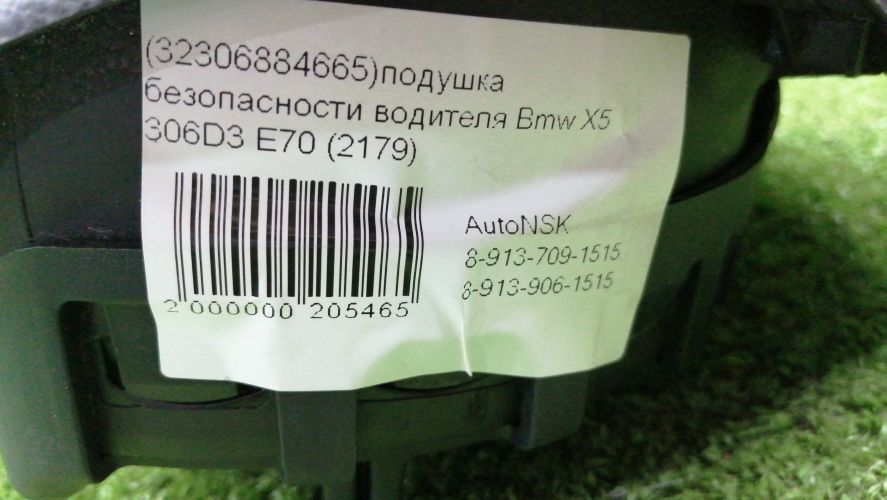 (32306884665)подушка
безопасности водителя Bmw X5
306D3 E70 (2179)
AutoNSK
8-913-709-1515
8-913-906-1515
2 000000 205465